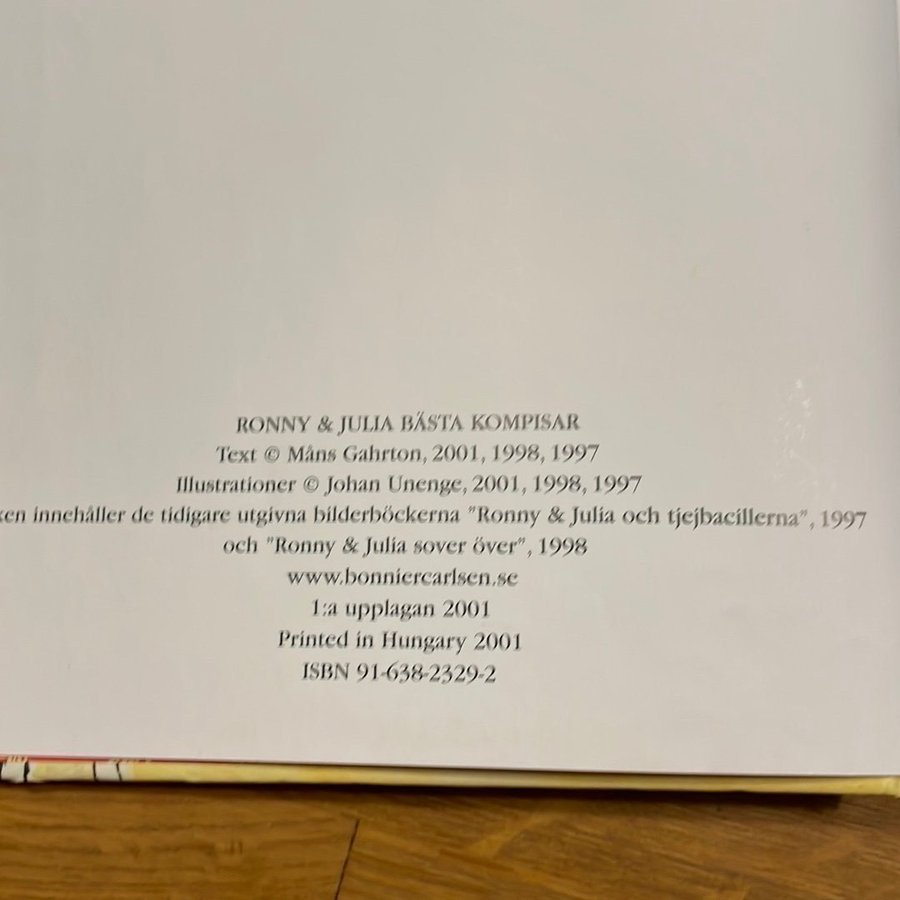 RONNY & JULIA BÄSTA KOMPISAR
Text © Måns Gahrton, 2001, 1998, 1997
Illustrationer © Johan Unenge, 2001, 1998, 1997
innehåller de tidigare utgivna bilderböckerna "Ronny & Julia och tjejbacillerna", 1997
och "Ronny & Julia sover över", 1998
www.bonniercarlsen.se
1:a upplagan 2001
Printed in Hungary 2001
ISBN 91-638-2329-2